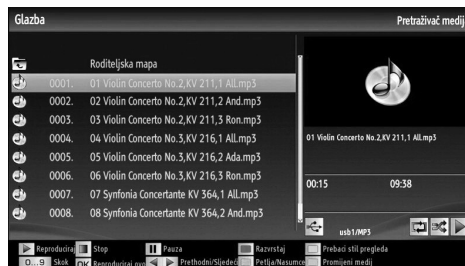 Glazba
Pretraživač medij
Roditeljska mapa
0001. 01 Violin Concerto No.2,KV 211,1 All.mp3
0002. 02 Violin Concerto No.2,KV 211,2 And.mp3
0003. 03 Violin Concerto No.2,KV 211,3 Ron.mp3
0004. 04 Violin Concerto No.3,KV 216,1 All.mp3
0005. 05 Violin Concerto No.3,KV 216,2 Ada.mp3
0006. 06 Violin Concerto No.3,KV 216,3 Ron.mp3
0007. 07 Synfonia Concertante KV 364,1 All.mp3
0008. 08 Synfonia Concertante KV 364,2 And.mp3
01 Violin Concerto No.2,KV 211,1 All.mp3
00:15 09:38
usb1/MP3
Reproduciraj Stop Pauza Razvrstaj Prebaci stil pregleda
0...9 Skok OK Reproduciraj ovo Prethodni/Sljedeći Petlja/Nasumce Promijeni medij